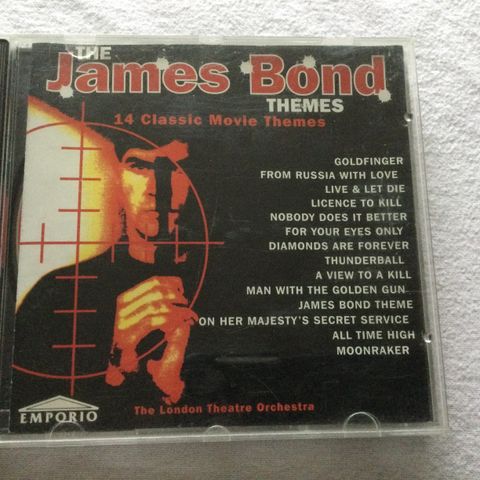 THE
James Bond
THEMES
14 Classic Movie Themes
GOLDFINGER
FROM RUSSIA WITH LOVE
LIVE & LET DIE
LICENCE TO KILL
NOBODY DOES IT BETTER
FOR YOUR EYES ONLY
DIAMONDS ARE FOREVER
THUNDERBALL
A VIEW TO A KILL
MAN WITH THE GOLDEN GUN
JAMES BOND THEME
ON HER MAJESTY'S SECRET SERVICE
ALL TIME HIGH
MOONRAKER
The London Theatre Orchestra
EMPORIO